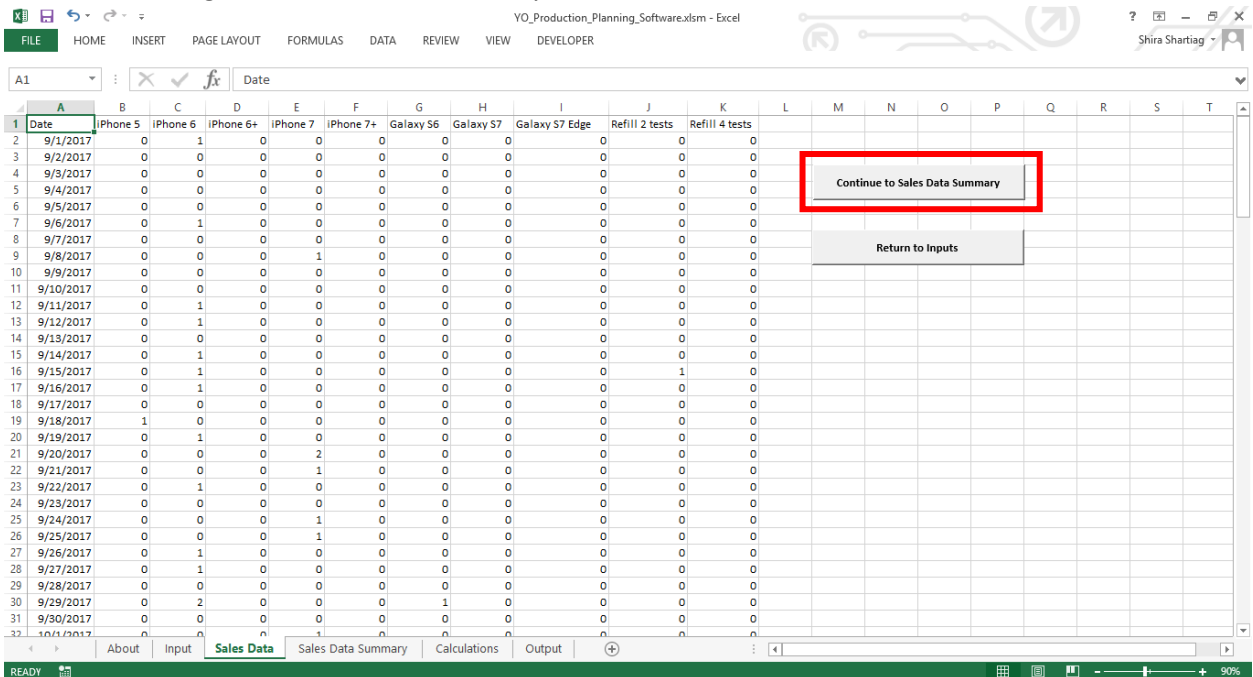 YO_Production_Planning_Software.xlsm - Excel
?
FILE HOME INSERT PAGE LAYOUT FORMULAS DATA REVIEW VIEW DEVELOPER
Shira Shartiag
A1 fx Date
A B C D E F G H I J K L M N O P Q R S T
1 Date iPhone 5 iPhone 6 iPhone 6+ iPhone 7 iPhone 7+ Galaxy S6 Galaxy S7 Galaxy S7 Edge Refill 2 tests Refill 4 tests
2 9/1/2017 0 1 0 0 0 0 0 0 0 0
3 9/2/2017 0 0 0 0 0 0 0 0 0 0
4 9/3/2017 0 0 0 0 0 0 0 0 0 0
5 9/4/2017 0 0 0 0 0 0 0 0 0 0
Continue to Sales Data Summary
6 9/5/2017 0 0 0 0 0 0 0 0 0 0
7 9/6/2017 0 1 0 0 0 0 0 0 0 0
8 9/7/2017 0 0 0 0 0 0 0 0 0 0
9 9/8/2017 0 0 0 1 0 0 0 0 0 0
Return to Inputs
10 9/9/2017 0 0 0 0 0 0 0 0 0 0
11 9/10/2017 0 0 0 0 0 0 0 0 0 0
12 9/11/2017 0 1 0 0 0 0 0 0 0 0
13 9/12/2017 0 1 0 0 0 0 0 0 0 0
14 9/13/2017 0 0 0 0 0 0 0 0 0 0
15 9/14/2017 0 1 0 0 0 0 0 0 0 0
16 9/15/2017 0 1 0 0 0 0 0 0 1 0
17 9/16/2017 0 1 0 0 0 0 0 0 0 0
18 9/17/2017 0 0 0 0 0 0 0 0 0 0
19 9/18/2017 1 0 0 0 0 0 0 0 0 0
20 9/19/2017 0 1 0 0 0 0 0 0 0 0
21 9/20/2017 0 0 0 2 0 0 0 0 0 0
22 9/21/2017 0 0 0 1 0 0 0 0 0 0
23 9/22/2017 0 1 0 0 0 0 0 0 0 0
24 9/23/2017 0 0 0 0 0 0 0 0 0 0
25 9/24/2017 0 0 0 1 0 0 0 0 0 0
26 9/25/2017 0 0 0 1 0 0 0 0 0 0
27 9/26/2017 0 1 0 0 0 0 0 0 0 0
28 9/27/2017 0 1 0 0 0 0 0 0 0 0
29 9/28/2017 0 0 0 0 0 0 0 0 0 0
30 9/29/2017 0 2 0 0 0 1 0 0 0 0
31 9/30/2017 0 0 0 0 0 0 0 0 0 0
32 10/1/2017 0 0 0 1 0 0 0 0 0 0
About Input Sales Data Sales Data Summary Calculations Output
READY 90%